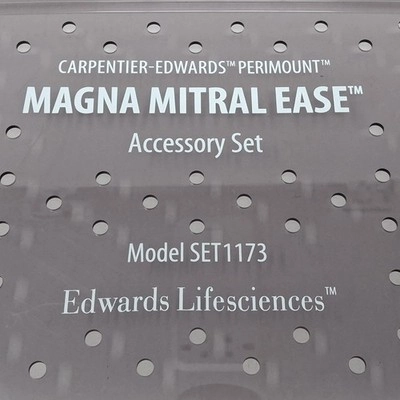 CARPENTIER-EDWARDS™ PERIMOUNT™
MAGNA MITRAL EASE™
Accessory Set
Model SET1173
Edwards Lifesciences™